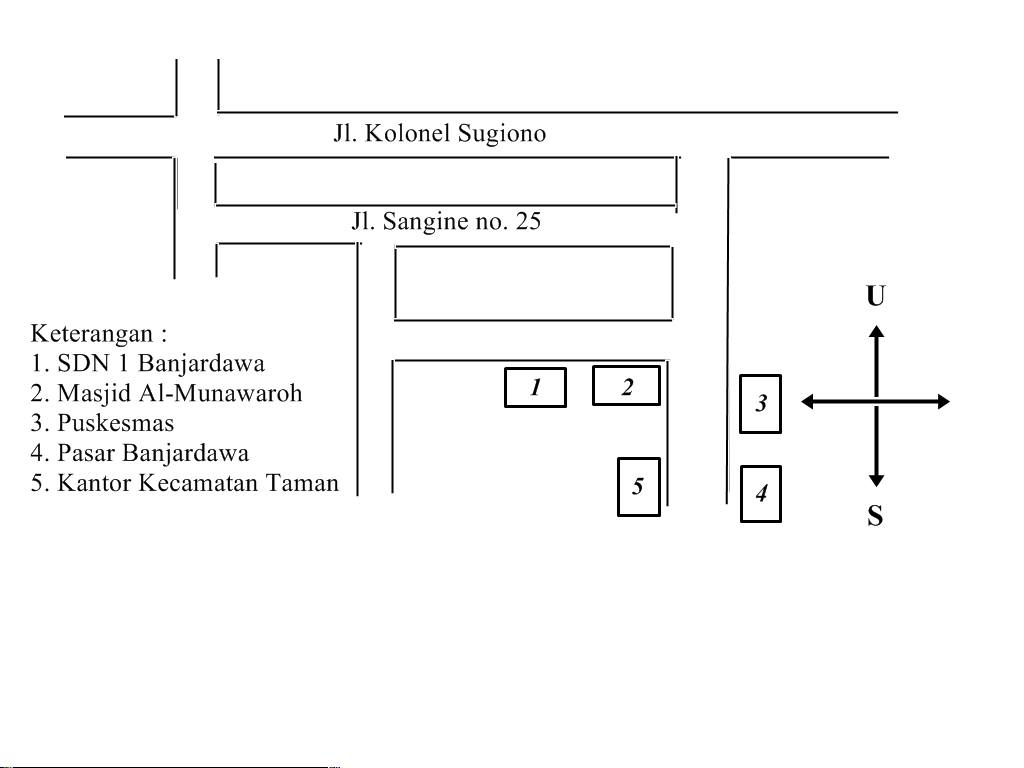 Jl. Kolonel Sugiono
Jl. Sangine no. 25
U
Keterangan :
1. SDN 1 Banjardawa
2. Masjid Al-Munawaroh
3. Puskesmas
4. Pasar Banjardawa
5. Kantor Kecamatan Taman
1
2
3
5
4
S